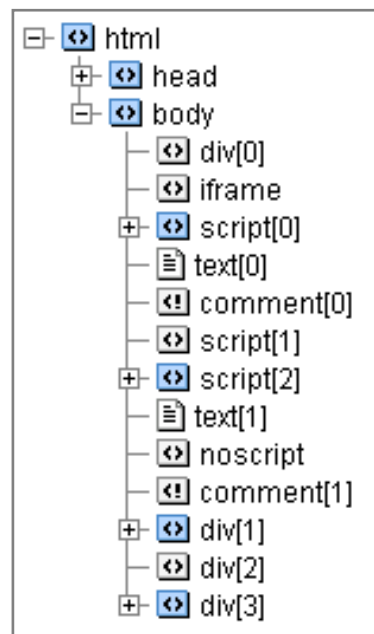 html
head
body
div[0]
iframe
script[0]
text[0]
comment[0]
script[1]
script[2]
text[1]
noscript
comment[1]
div[1]
div[2]
div[3]